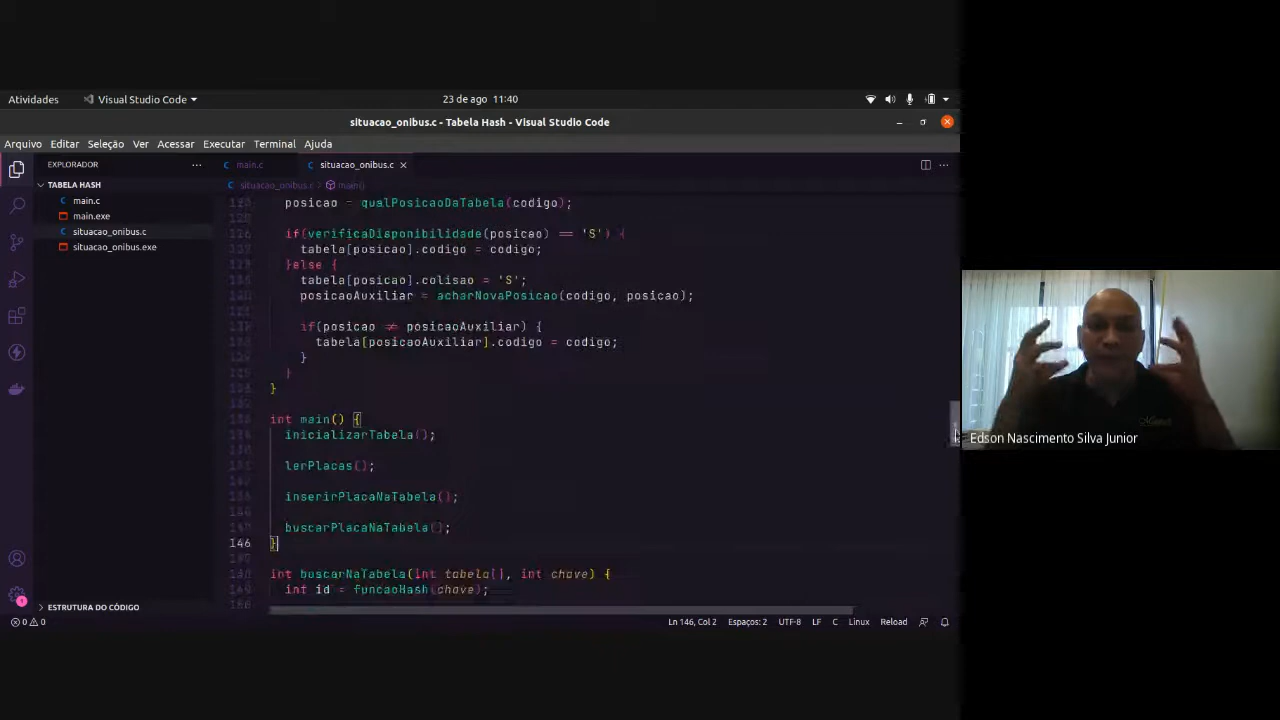 Atividades Visual Studio Code 23 de ago 11:40
situacao_onibus.c - Tabela Hash - Visual Studio Code
Arquivo Editar Seleção Ver Acessar Executar Terminal Ajuda
EXPLORADOR
TABELA HASH
main.c
main.exe
situacao_onibus.c
situacao_onibus.exe
ESTRUTURA DO CÓDIGO
main.c situacao_onibus.c
situacao_onibus.c main()
posicao = qualPosicaoDaTabela(codigo);
if(verificaDisponibilidade(posicao) == 'S') {
tabela[posicao].codigo = codigo;
}else {
tabela[posicao].colisao = 'S';
posicaoAuxiliar = acharNovaPosicao(codigo, posicao);
if(posicao ≠ posicaoAuxiliar) {
tabela[posicaoAuxiliar].codigo = codigo;
}
}
}
int main() {
inicializarTabela();
lerPlacas();
inserirPlacaNaTabela();
buscarPlacaNaTabela();
146 }
int buscarNaTabela(int tabela[], int chave) {
int id = funcaoHash(chave);
0 0 Ln 146, Col 2 Espaços: 2 UTF-8 LF C Linux Reload
Edson Nascimento Silva Junior